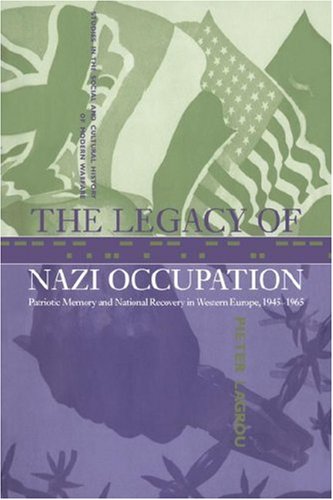 STUDIES IN THE SOCIAL AND CULTURAL HISTORY
OF MODERN WARFARE
THE LEGACY OF
NAZI OCCUPATION
Patriotic Memory and National Recovery in Western Europe, 1945–1965
PIETER LAGROU